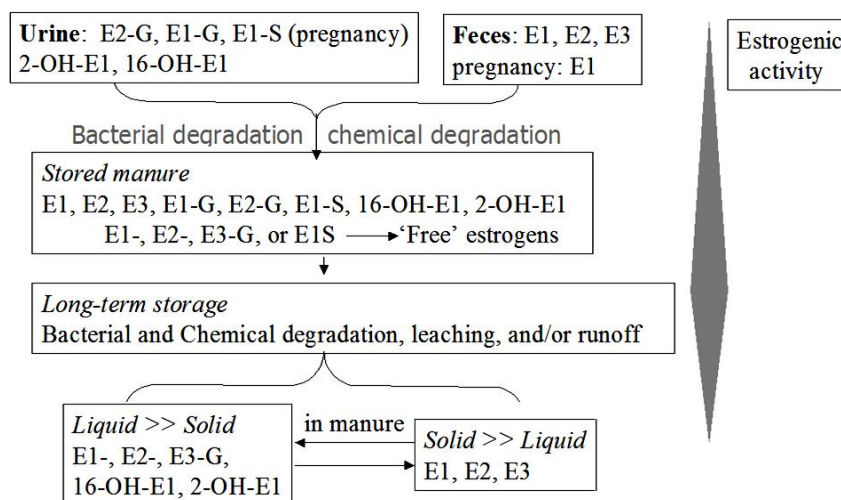 Urine: E2-G, E1-G, E1-S (pregnancy)
2-OH-E1, 16-OH-E1
Feces: E1, E2, E3
pregnancy: E1
Estrogenic
activity
Bacterial degradation
chemical degradation
Stored manure
E1, E2, E3, E1-G, E2-G, E1-S, 16-OH-E1, 2-OH-E1
E1-, E2-, E3-G, or E1S → ‘Free’ estrogens
Long-term storage
Bacterial and Chemical degradation, leaching, and/or runoff
Liquid >> Solid
E1-, E2-, E3-G,
16-OH-E1, 2-OH-E1
in manure
Solid >> Liquid
E1, E2, E3